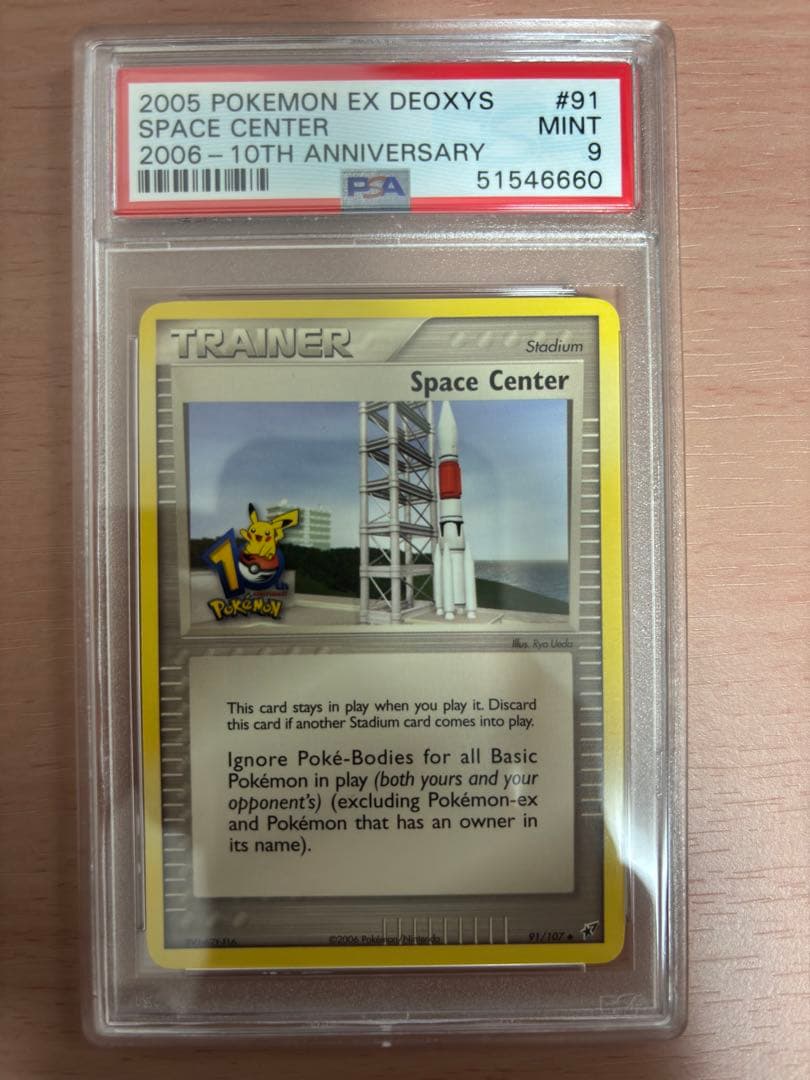 2005 POKEMON EX DEOXYS #91
SPACE CENTER MINT
2006 - 10TH ANNIVERSARY 9
PSA 51546660
TRAINER
Stadium
Space Center
10th
POKéMON
Illus. Ryo Ueda
This card stays in play when you play it. Discard
this card if another Stadium card comes into play.
Ignore Poké-Bodies for all Basic
Pokémon in play (both yours and your
opponent's) (excluding Pokémon-ex
and Pokémon that has an owner in
its name).
©2006 Pokémon/Nintendo
91/107